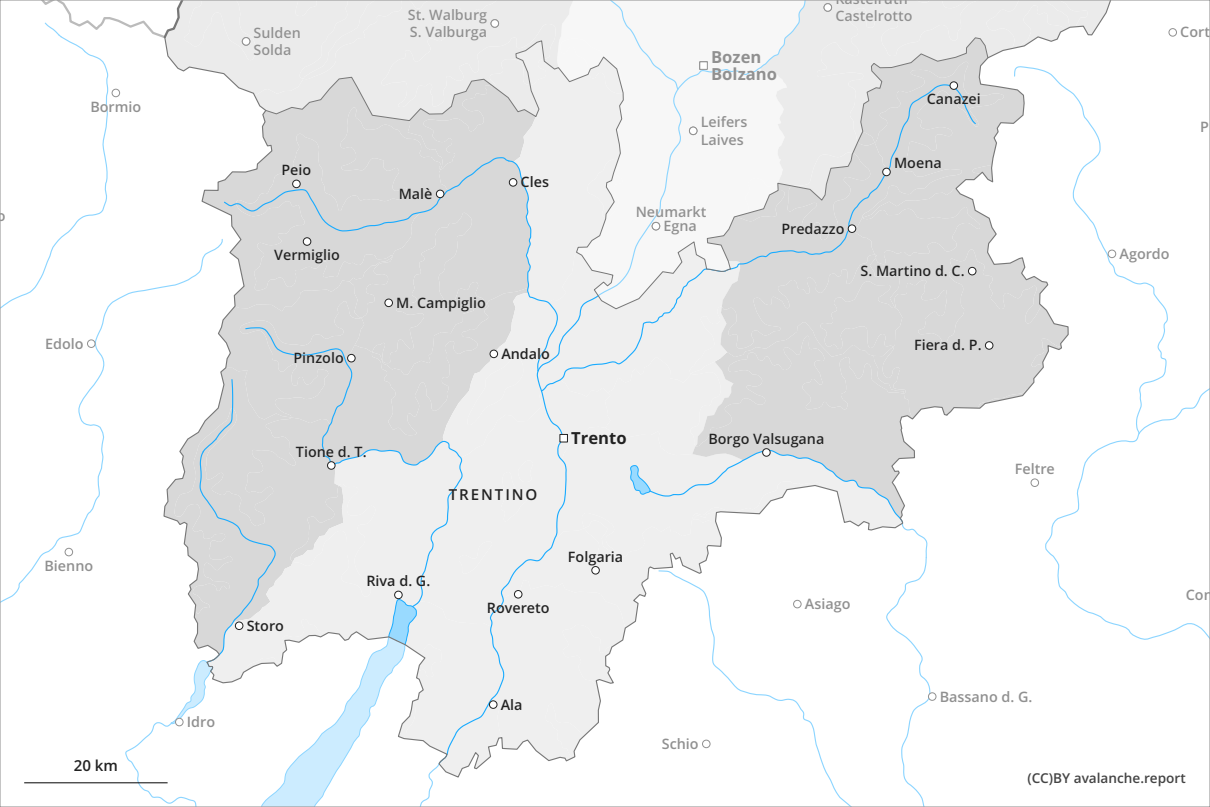 Kastelruth
Castelrotto
St. Walburg
S. Valburga
Sulden
Solda
Cort
Bozen
Bolzano
Bormio
Canazei
Leifers
Laives
P
Moena
Peio
Malè
Cles
Neumarkt
Egna
Predazzo
Vermiglio
Agordo
S. Martino d. C.
M. Campiglio
Edolo
Fiera d. P.
Pinzolo
Andalo
Trento
Borgo Valsugana
Tione d. T.
Feltre
TRENTINO
Folgaria
Bienno
Riva d. G.
Cor
Rovereto
Asiago
Storo
Bassano d. G.
Ala
Idro
Schio
20 km
(CC)BY avalanche.report